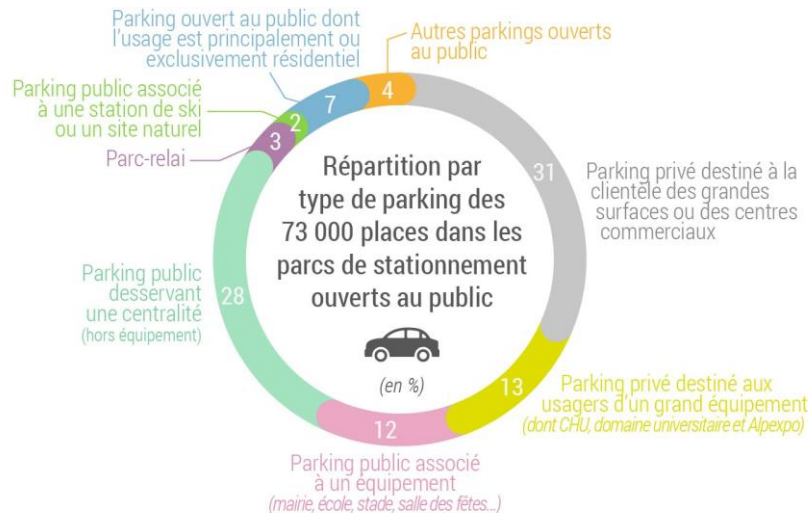 Parking ouvert au public dont
l'usage est principalement ou
exclusivement résidentiel
7
Autres parkings ouverts
au public
4
Parking public associé
à une station de ski
ou un site naturel
2
Parc-relai
3
Répartition par
type de parking des
73 000 places dans les
parcs de stationnement
ouverts au public
(en %)
31
Parking privé destiné à la
clientèle des grandes
surfaces ou des centres
commerciaux
Parking public
desservant
une centralité
(hors équipement)
28
13
Parking privé destiné aux
usagers d'un grand équipement
(dont CHU, domaine universitaire et Alpexpo)
12
Parking public associé
à un équipement
(mairie, école, stade, salle des fêtes...)